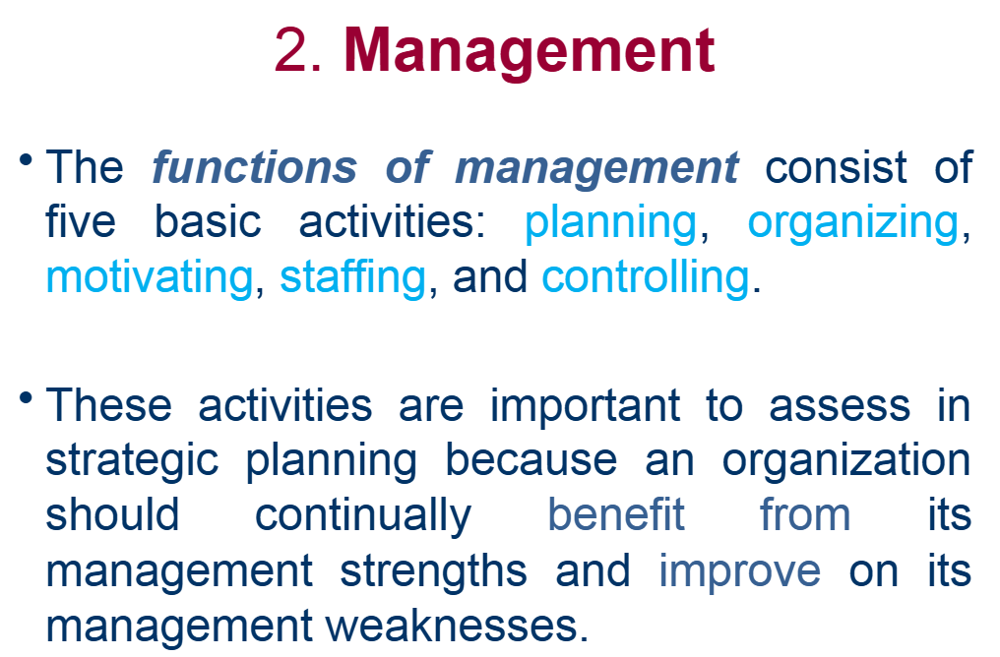 2. Management
• The functions of management consist of
five basic activities: planning, organizing,
motivating, staffing, and controlling.
• These activities are important to assess in
strategic planning because an organization
should continually benefit from its
management strengths and improve on its
management weaknesses.